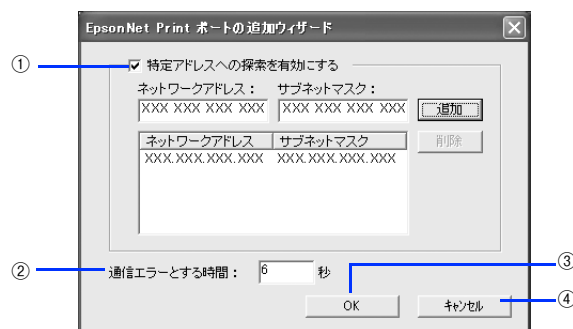 EpsonNet Print ポートの追加ウィザード
① 特定アドレスへの探索を有効にする
ネットワークアドレス： サブネットマスク：
XXX XXX XXX XXX XXX XXX XXX XXX 追加
ネットワークアドレス サブネットマスク 削除
XXX.XXX.XXX.XXX XXX.XXX.XXX.XXX
② 通信エラーとする時間： 6 秒
③
OK キャンセル ④